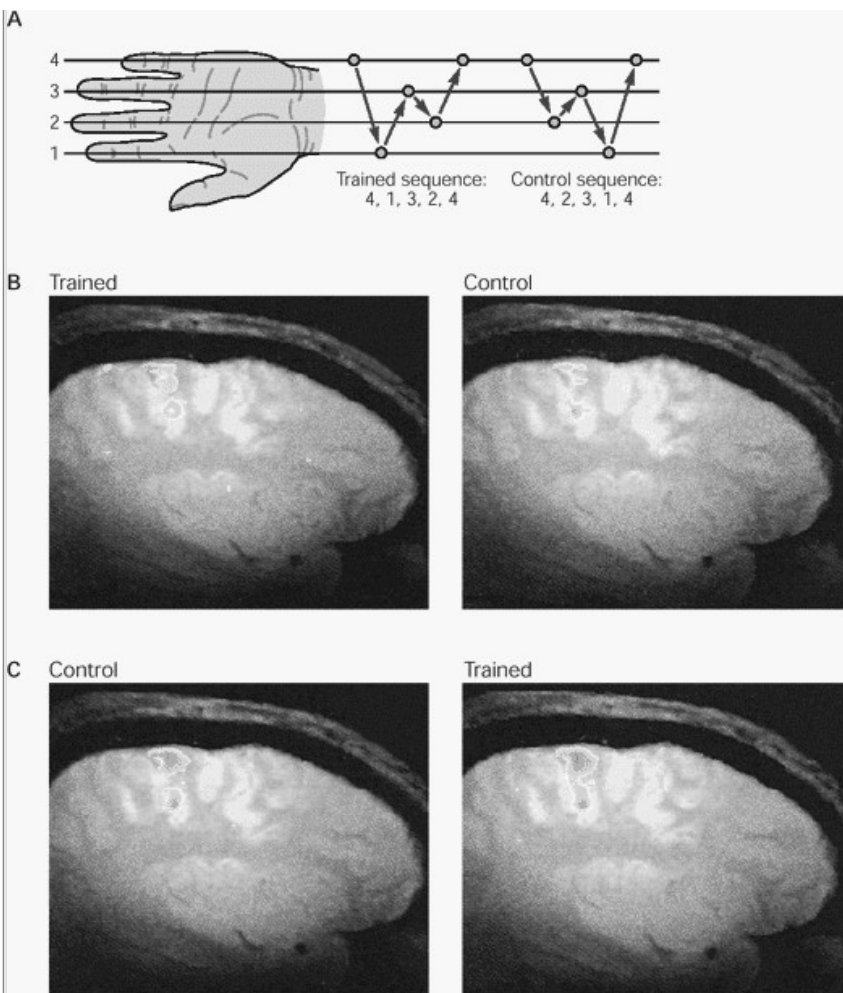 A
4
3
2
1
Trained sequence:
4, 1, 3, 2, 4
Control sequence:
4, 2, 3, 1, 4
B Trained Control
C Control Trained